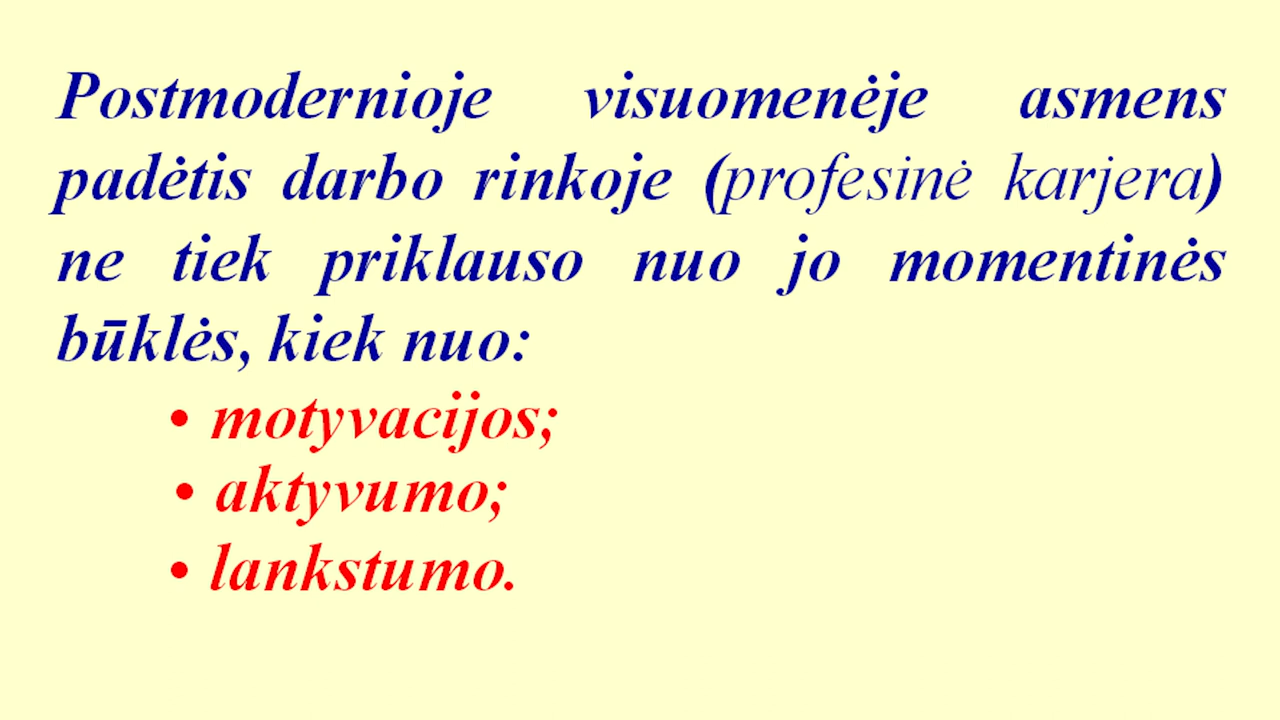 Postmodernioje visuomenėje asmens
padėtis darbo rinkoje (profesinė karjera)
ne tiek priklauso nuo jo momentinės
būklės, kiek nuo:
• motyvacijos;
• aktyvumo;
• lankstumo.